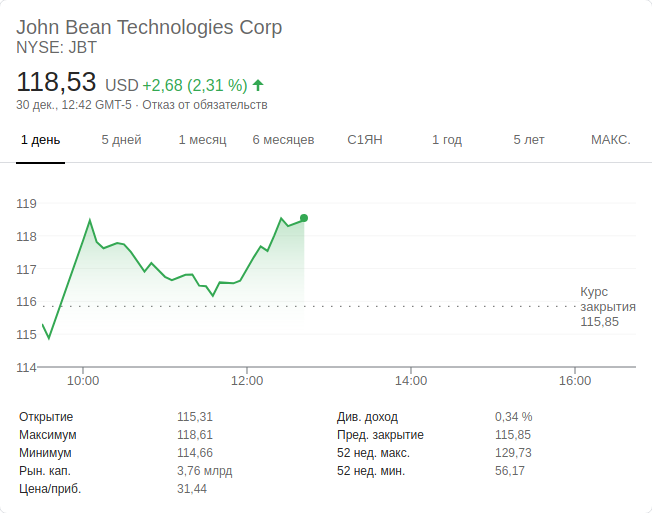 John Bean Technologies Corp
NYSE: JBT
118,53 USD +2,68 (2,31 %)
30 дек., 12:42 GMT-5 · Отказ от обязательств
1 день 5 дней 1 месяц 6 месяцев С1ЯН 1 год 5 лет МАКС.
119
118
117
116
115
114
Курс
закрытия
115,85
10:00 12:00 14:00 16:00
Открытие 115,31 Див. доход 0,34 %
Максимум 118,61 Пред. закрытие 115,85
Минимум 114,66 52 нед. макс. 129,73
Рын. кап. 3,76 млрд 52 нед. мин. 56,17
Цена/приб. 31,44